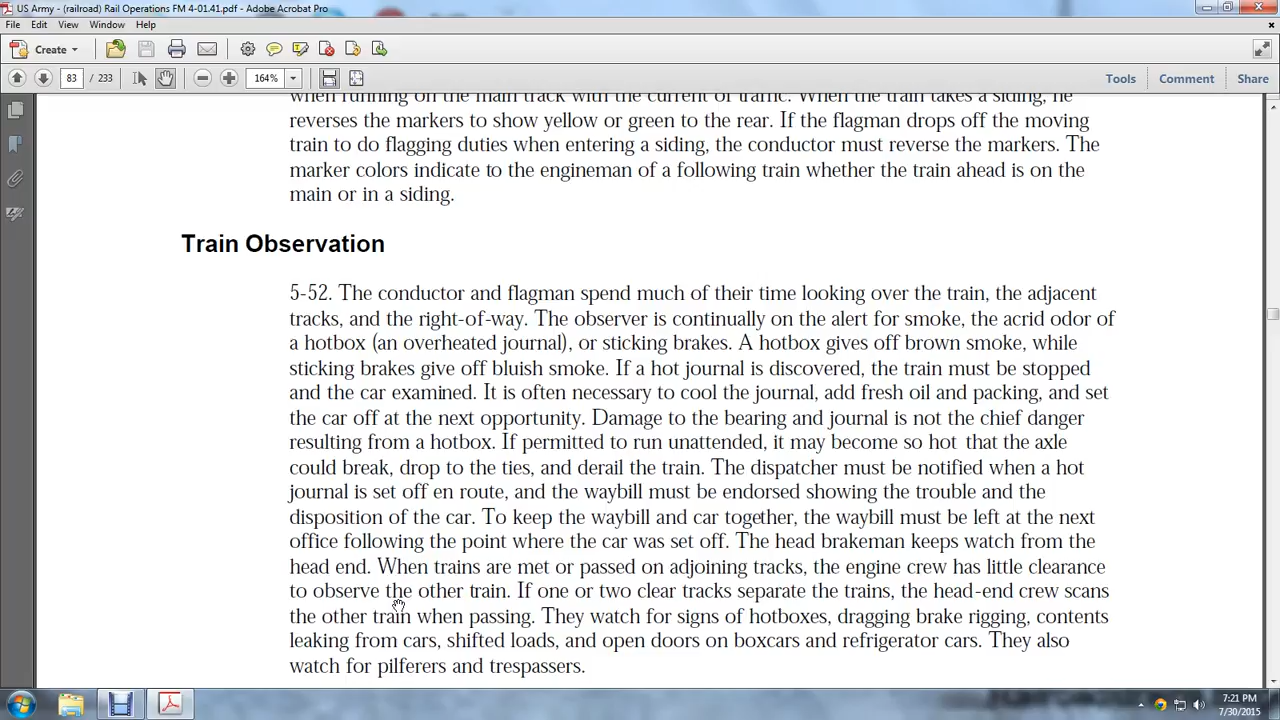 US Army - (railroad) Rail Operations FM 4-01.41.pdf - Adobe Acrobat Pro
File Edit View Window Help
Create
83 / 233 164% Tools Comment Share
when running on the main track with the current of traffic. When the train takes a siding, he
reverses the markers to show yellow or green to the rear. If the flagman drops off the moving
train to do flagging duties when entering a siding, the conductor must reverse the markers. The
marker colors indicate to the engineman of a following train whether the train ahead is on the
main or in a siding.
Train Observation
5-52. The conductor and flagman spend much of their time looking over the train, the adjacent
tracks, and the right-of-way. The observer is continually on the alert for smoke, the acrid odor of
a hotbox (an overheated journal), or sticking brakes. A hotbox gives off brown smoke, while
sticking brakes give off bluish smoke. If a hot journal is discovered, the train must be stopped
and the car examined. It is often necessary to cool the journal, add fresh oil and packing, and set
the car off at the next opportunity. Damage to the bearing and journal is not the chief danger
resulting from a hotbox. If permitted to run unattended, it may become so hot that the axle
could break, drop to the ties, and derail the train. The dispatcher must be notified when a hot
journal is set off en route, and the waybill must be endorsed showing the trouble and the
disposition of the car. To keep the waybill and car together, the waybill must be left at the next
office following the point where the car was set off. The head brakeman keeps watch from the
head end. When trains are met or passed on adjoining tracks, the engine crew has little clearance
to observe the other train. If one or two clear tracks separate the trains, the head-end crew scans
the other train when passing. They watch for signs of hotboxes, dragging brake rigging, contents
leaking from cars, shifted loads, and open doors on boxcars and refrigerator cars. They also
watch for pilferers and trespassers.
7:21 PM
7/30/2015